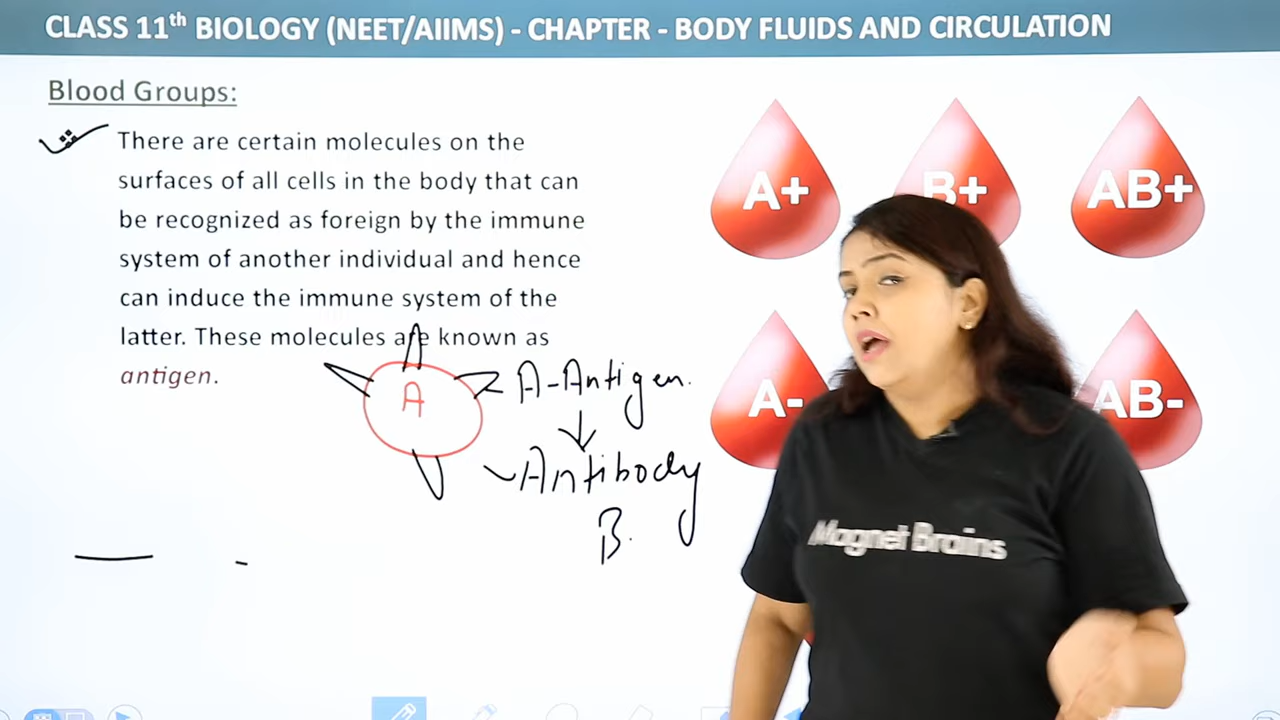 CLASS 11th BIOLOGY (NEET/AIIMS) - CHAPTER - BODY FLUIDS AND CIRCULATION
Blood Groups:
There are certain molecules on the
surfaces of all cells in the body that can
be recognized as foreign by the immune
system of another individual and hence
can induce the immune system of the
latter. These molecules are known as
antigen.
A
A-Antigen.
Antibody
B.
A+
B+
AB+
A-
AB-
Magnet Brains